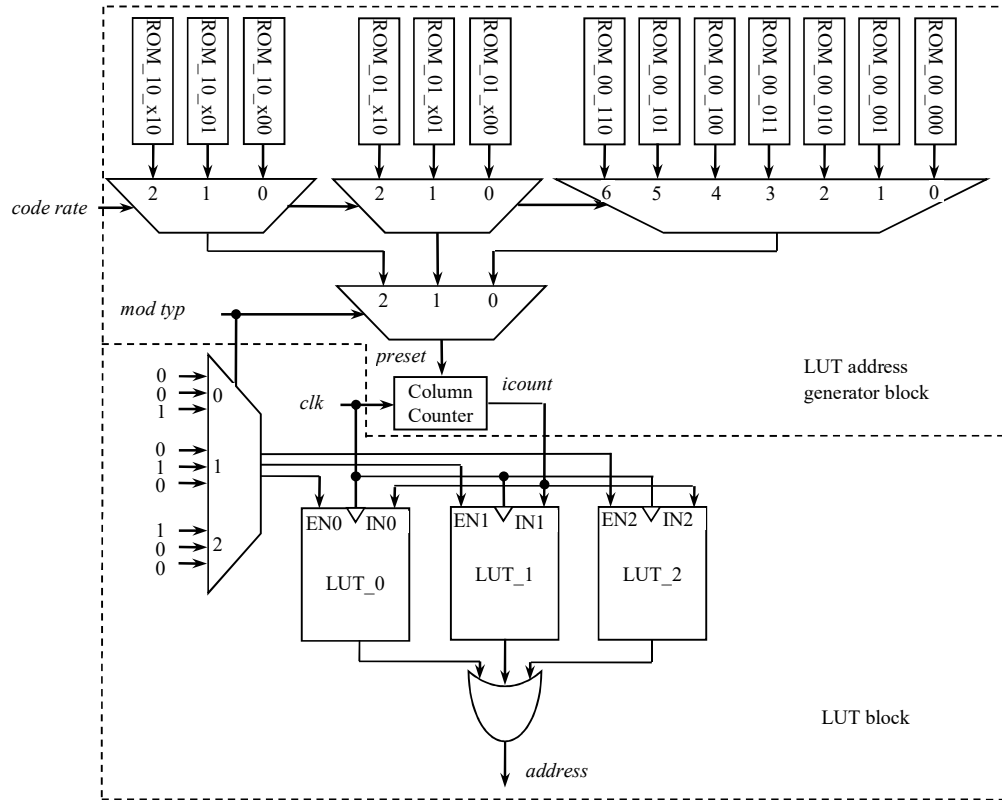 ROM_10_x10
ROM_10_x01
ROM_10_x00
ROM_01_x10
ROM_01_x01
ROM_01_x00
ROM_00_110
ROM_00_101
ROM_00_100
ROM_00_011
ROM_00_010
ROM_00_001
ROM_00_000
2 1 0
2 1 0
6 5 4 3 2 1 0
code rate
2 1 0
mod typ
preset
LUT address
generator block
clk
Column
Counter
icount
0
0
1
0
0
1
0
1
1
0
0
2
0
EN0 IN0
EN1 IN1
EN2 IN2
LUT_0
LUT_1
LUT_2
LUT block
address